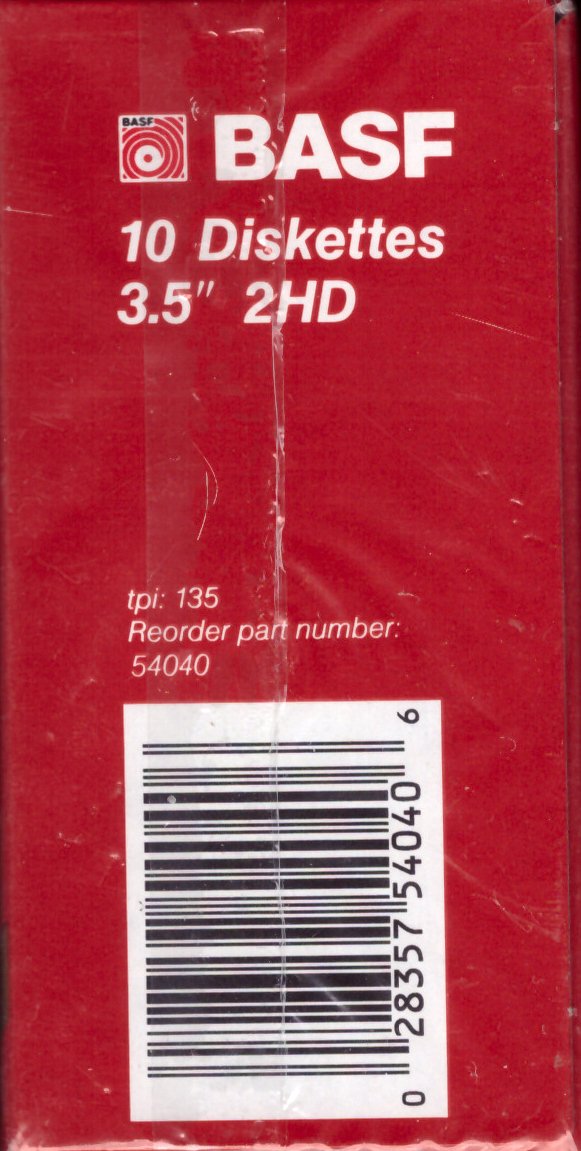 BASF
BASF
10 Diskettes
3.5" 2HD
tpi: 135
Reorder part number:
54040
0 28357 54040 6